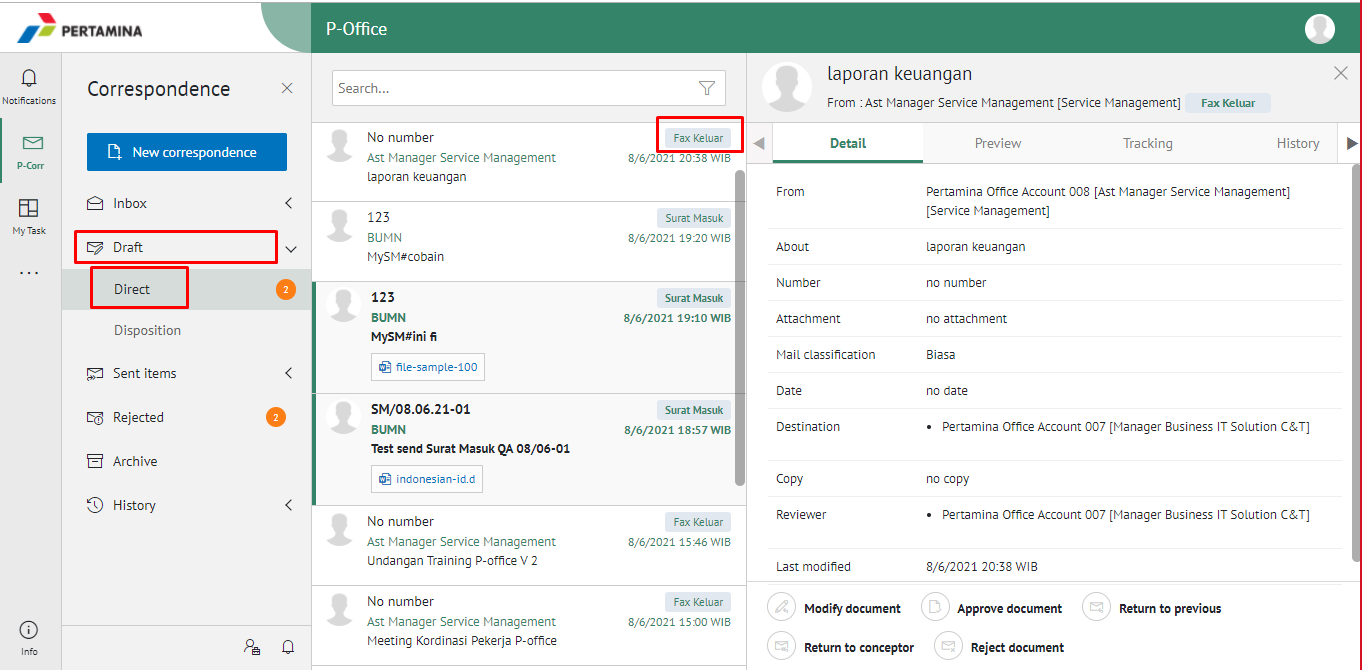 PERTAMINA
P-Office
Notifications
P-Corr
My Task
Info
Correspondence
New correspondence
Inbox
Draft
Direct
2
Disposition
Sent items
Rejected
2
Archive
History
Search...
No number
Fax Keluar
Ast Manager Service Management
8/6/2021 20:38 WIB
laporan keuangan
123
Surat Masuk
BUMN
8/6/2021 19:20 WIB
MySM#cobain
123
Surat Masuk
BUMN
8/6/2021 19:10 WIB
MySM#ini fi
file-sample-100
SM/08.06.21-01
Surat Masuk
BUMN
8/6/2021 18:57 WIB
Test send Surat Masuk QA 08/06-01
indonesian-id.d
No number
Fax Keluar
Ast Manager Service Management
8/6/2021 15:46 WIB
Undangan Training P-office V 2
No number
Fax Keluar
Ast Manager Service Management
8/6/2021 15:00 WIB
Meeting Kordinasi Pekerja P-office
laporan keuangan
From : Ast Manager Service Management [Service Management] Fax Keluar
Detail Preview Tracking History
From Pertamina Office Account 008 [Ast Manager Service Management]
[Service Management]
About laporan keuangan
Number no number
Attachment no attachment
Mail classification Biasa
Date no date
Destination • Pertamina Office Account 007 [Manager Business IT Solution C&T]
Copy no copy
Reviewer • Pertamina Office Account 007 [Manager Business IT Solution C&T]
Last modified 8/6/2021 20:38 WIB
Modify document Approve document Return to previous
Return to conceptor Reject document